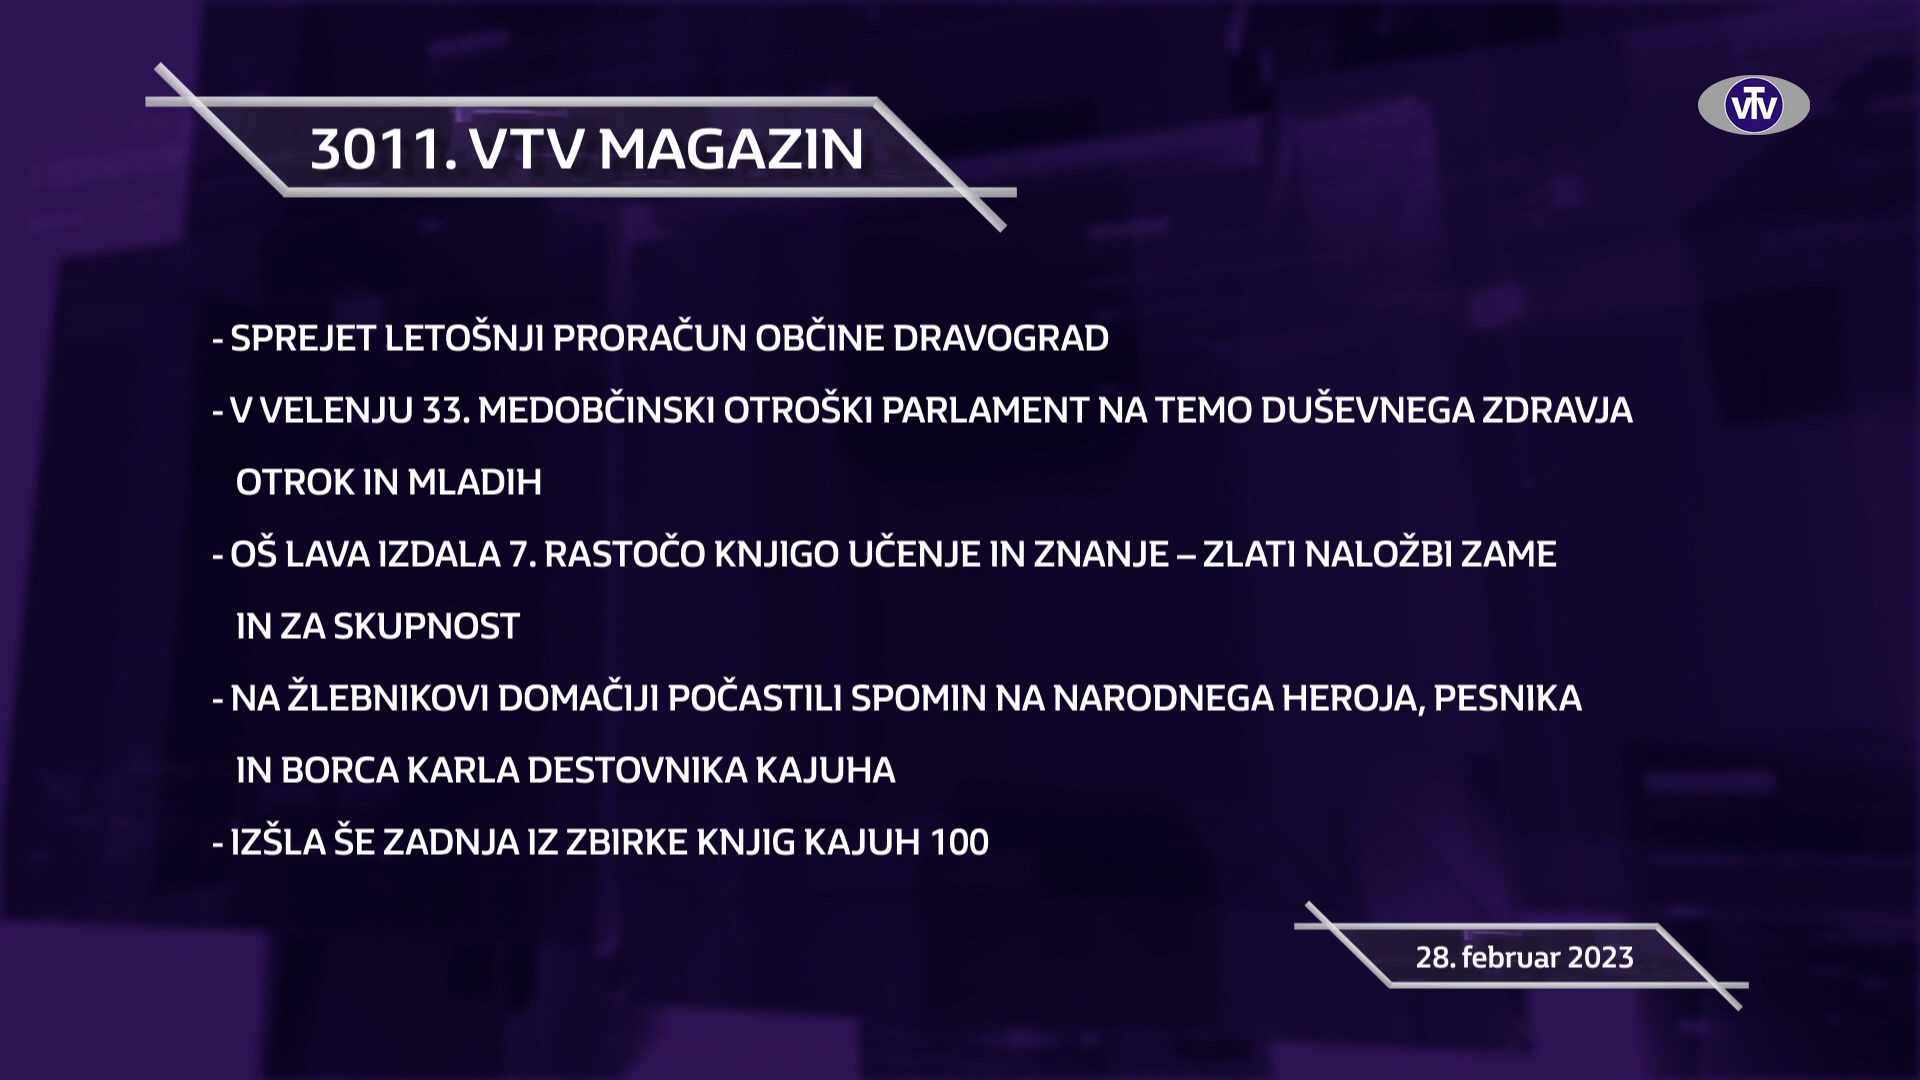 3011. VTV MAGAZIN
VTV
- SPREJET LETOŠNJI PRORAČUN OBČINE DRAVOGRAD
- V VELENJU 33. MEDOBČINSKI OTROŠKI PARLAMENT NA TEMO DUŠEVNEGA ZDRAVJA
OTROK IN MLADIH
- OŠ LAVA IZDALA 7. RASTOČO KNJIGO UČENJE IN ZNANJE – ZLATI NALOŽBI ZAME
IN ZA SKUPNOST
- NA ŽLEBNIKOVI DOMAČIJI POČASTILI SPOMIN NA NARODNEGA HEROJA, PESNIKA
IN BORCA KARLA DESTOVNIKA KAJUHA
- IZŠLA ŠE ZADNJA IZ ZBIRKE KNJIG KAJUH 100
28. februar 2023